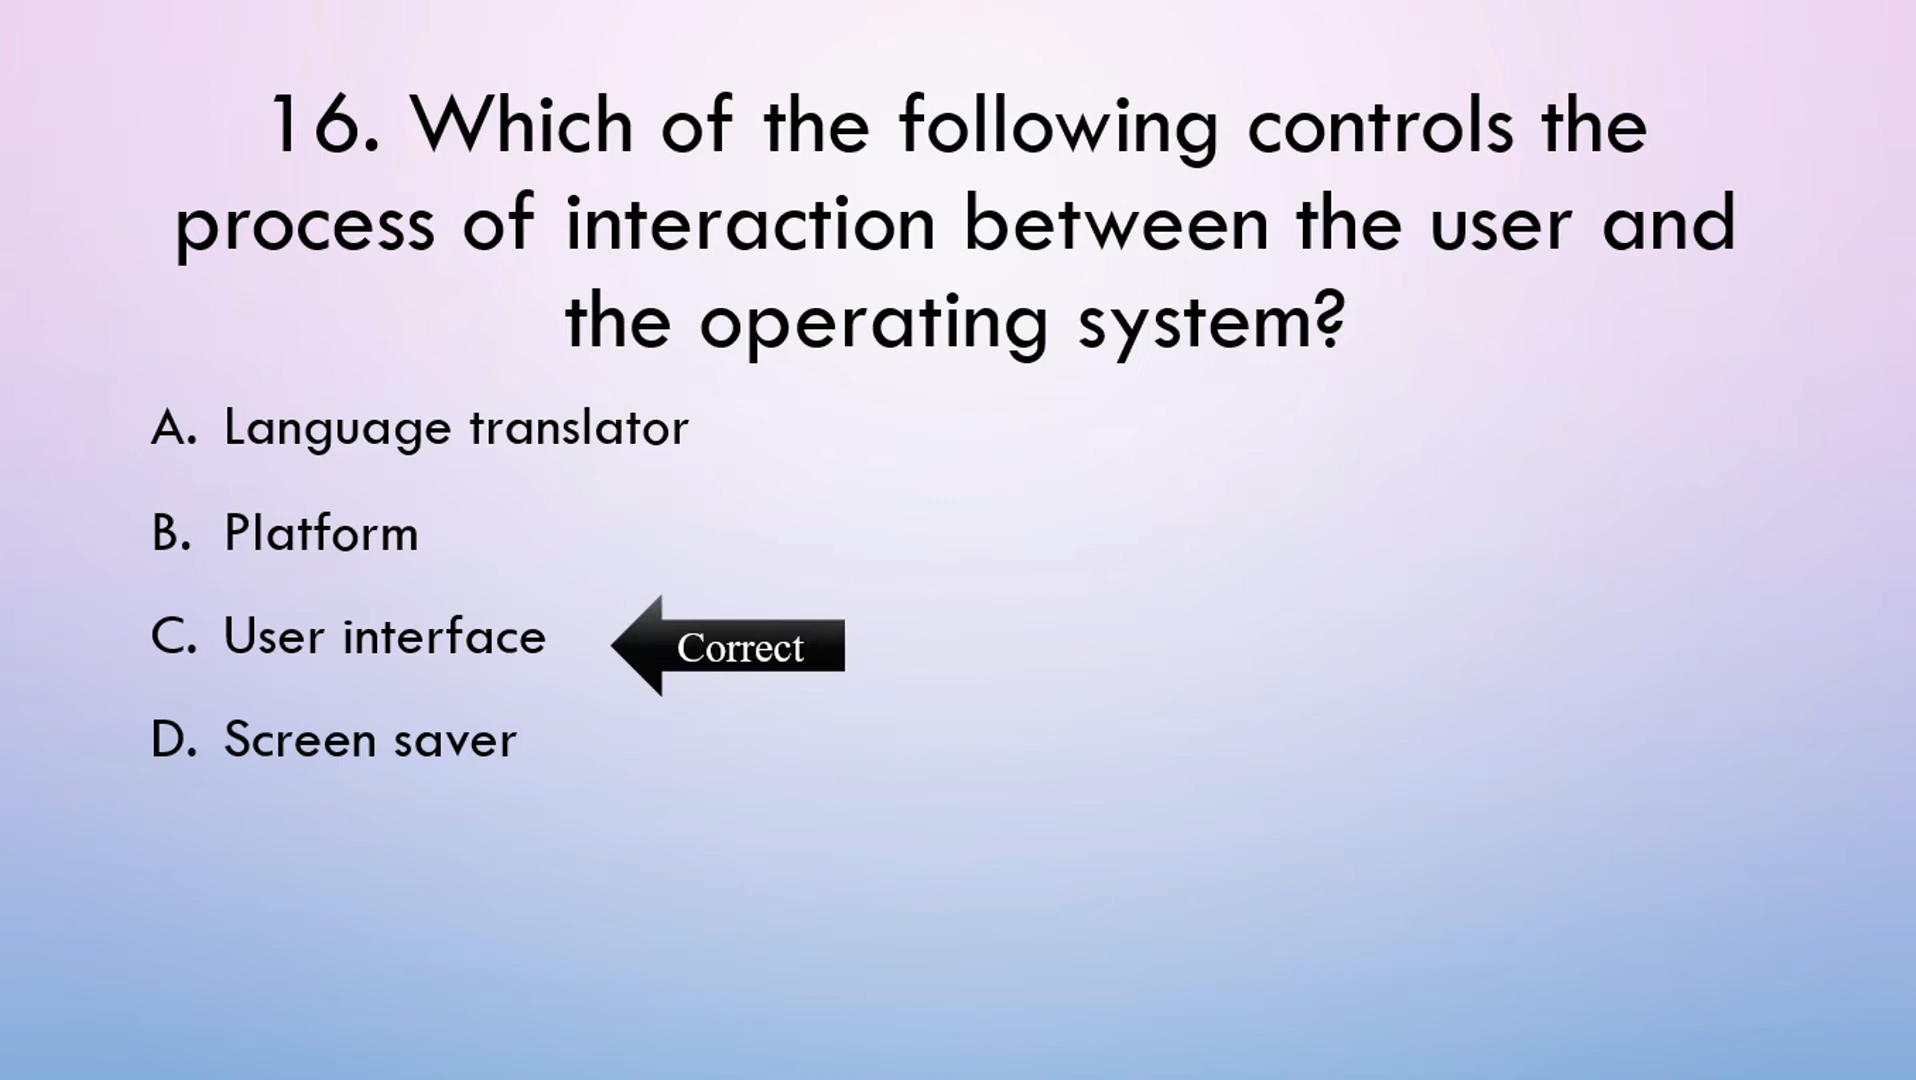 16. Which of the following controls the
process of interaction between the user and
the operating system?
A. Language translator
B. Platform
C. User interface
Correct
D. Screen saver